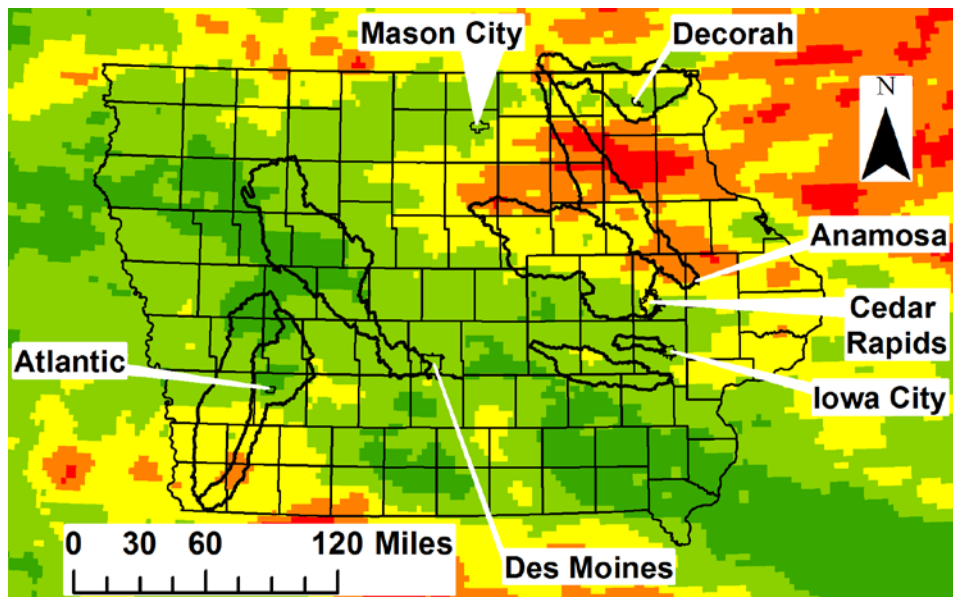 Mason City
Decorah
N
Anamosa
Cedar
Rapids
Atlantic
Iowa City
0 30 60 120 Miles
Des Moines